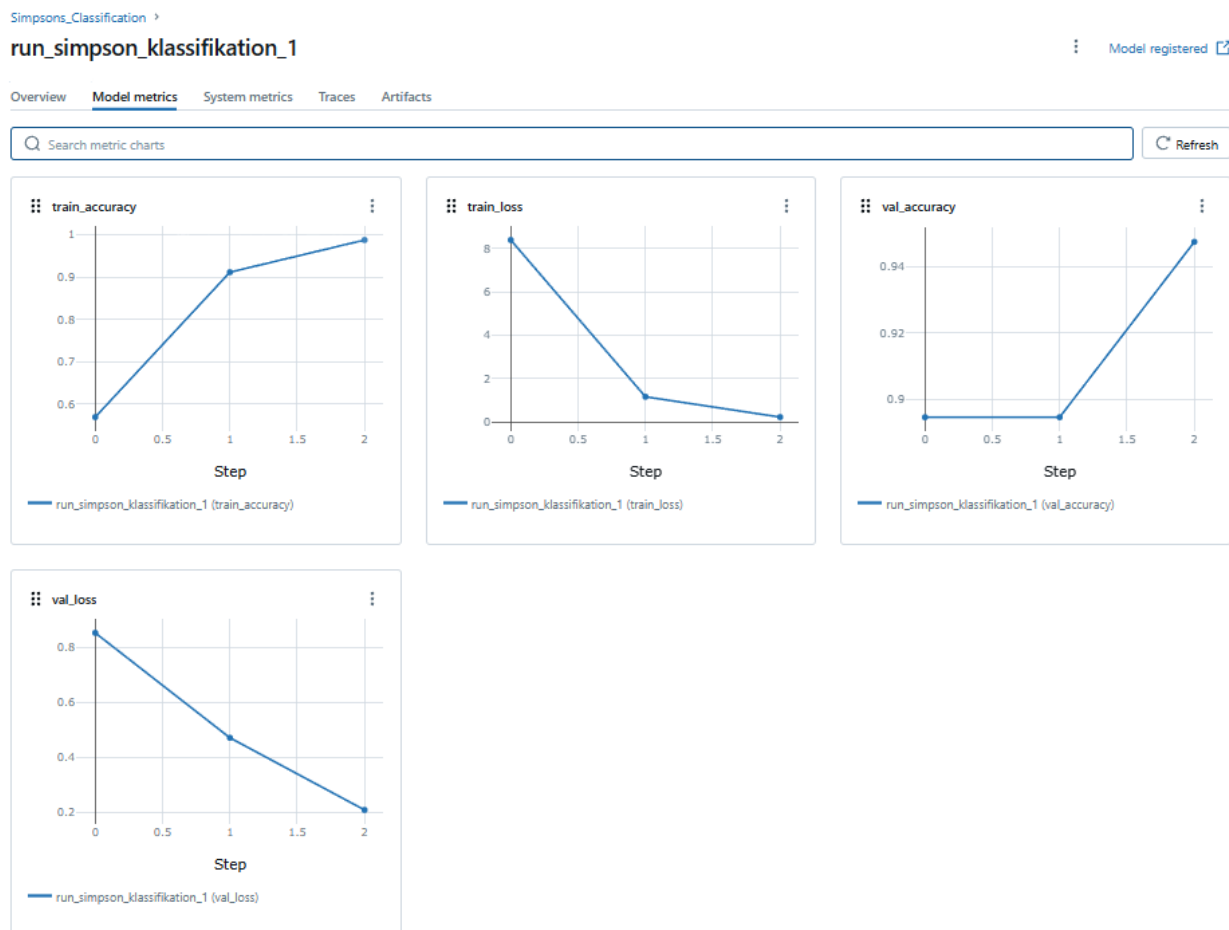 Simpsons_Classification
run_simpson_klassifikation_1
Model registered
Overview Model metrics System metrics Traces Artifacts
Search metric charts
Refresh
train_accuracy
1
0.9
0.8
0.7
0.6
0 0.5 1 1.5 2
Step
run_simpson_klassifikation_1 (train_accuracy)
train_loss
8
6
4
2
0
0 0.5 1 1.5 2
Step
run_simpson_klassifikation_1 (train_loss)
val_accuracy
0.94
0.92
0.9
0 0.5 1 1.5 2
Step
run_simpson_klassifikation_1 (val_accuracy)
val_loss
0.8
0.6
0.4
0.2
0 0.5 1 1.5 2
Step
run_simpson_klassifikation_1 (val_loss)